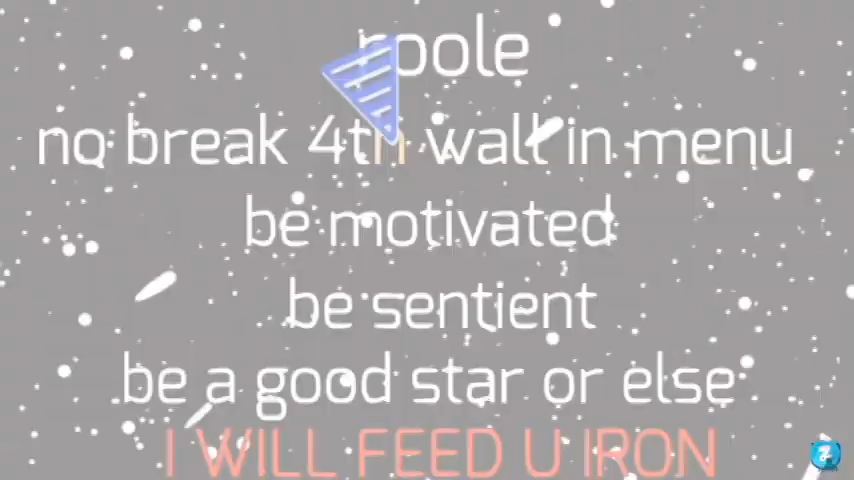 no break 4th wall in menu
be motivated
be sentient
be a good star or else
I WILL FEED U IRON